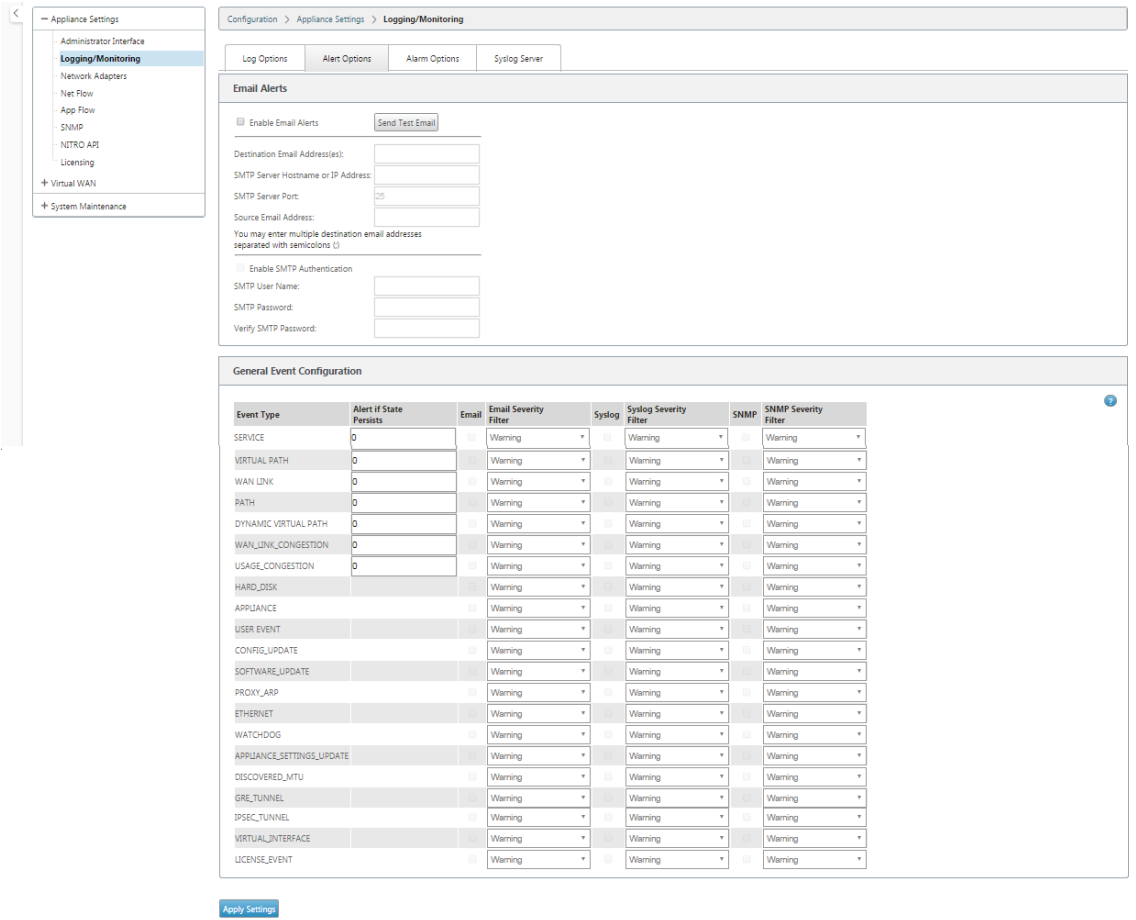 − Appliance Settings
Administrator Interface
Logging/Monitoring
Network Adapters
Net Flow
App Flow
SNMP
NITRO API
Licensing
+ Virtual WAN
+ System Maintenance
Configuration > Appliance Settings > Logging/Monitoring
Log Options Alert Options Alarm Options Syslog Server
Email Alerts
Enable Email Alerts Send Test Email
Destination Email Address(es):
SMTP Server Hostname or IP Address:
SMTP Server Port: 25
Source Email Address:
You may enter multiple destination email addresses
separated with semicolons (;)
Enable SMTP Authentication
SMTP User Name:
SMTP Password:
Verify SMTP Password:
General Event Configuration
?
Event Type Alert if State Persists Email Email Severity Filter Syslog Syslog Severity Filter SNMP SNMP Severity Filter
SERVICE 0 Warning Warning Warning
VIRTUAL PATH 0 Warning Warning Warning
WAN LINK 0 Warning Warning Warning
PATH 0 Warning Warning Warning
DYNAMIC VIRTUAL PATH 0 Warning Warning Warning
WAN_LINK_CONGESTION 0 Warning Warning Warning
USAGE_CONGESTION 0 Warning Warning Warning
HARD_DISK Warning Warning Warning
APPLIANCE Warning Warning Warning
USER EVENT Warning Warning Warning
CONFIG_UPDATE Warning Warning Warning
SOFTWARE_UPDATE Warning Warning Warning
PROXY_ARP Warning Warning Warning
ETHERNET Warning Warning Warning
WATCHDOG Warning Warning Warning
APPLIANCE_SETTINGS_UPDATE Warning Warning Warning
DISCOVERED_MTU Warning Warning Warning
GRE_TUNNEL Warning Warning Warning
IPSEC_TUNNEL Warning Warning Warning
VIRTUAL_INTERFACE Warning Warning Warning
LICENSE_EVENT Warning Warning Warning
Apply Settings